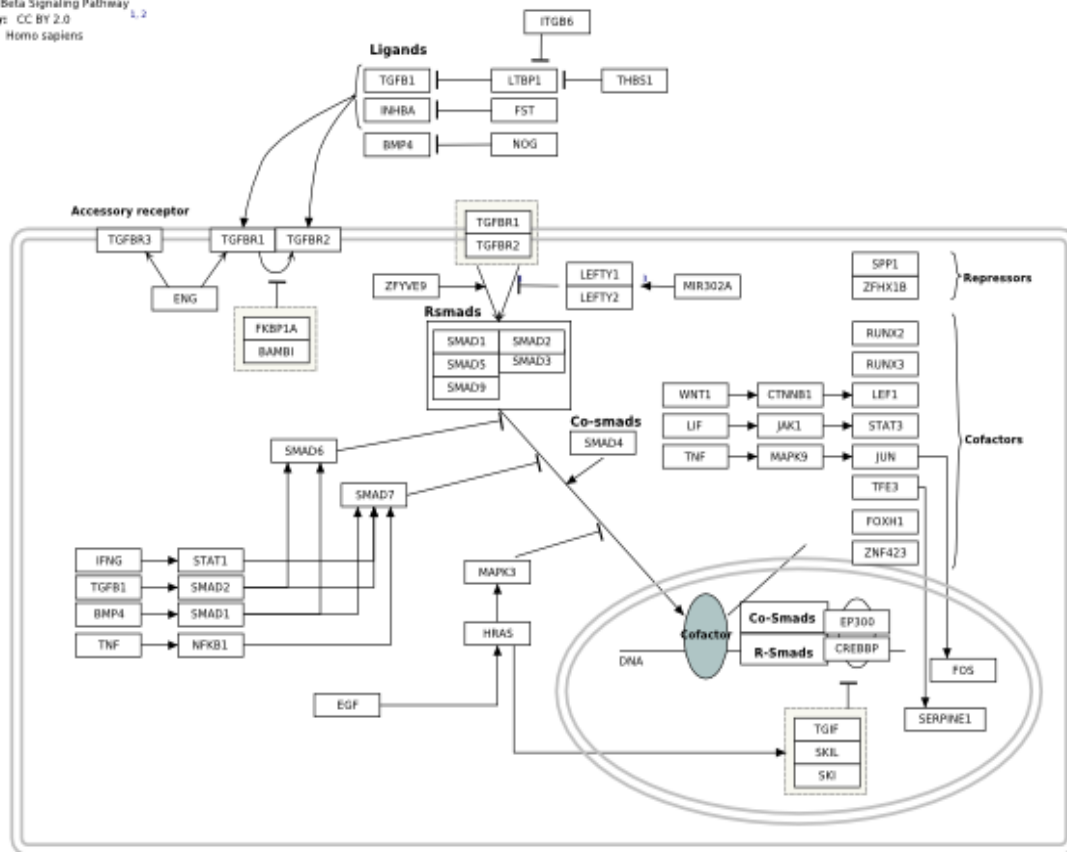 Beta Signaling Pathway
y: CC BY 2.0
1, 2
Homo sapiens
ITGB6
Ligands
TGFB1
LTBP1
THBS1
INHBA
FST
BMP4
NOG
Accessory receptor
TGFBR3
TGFBR1
TGFBR2
TGFBR1
TGFBR2
ENG
ZFYVE9
LEFTY1
LEFTY2
3
MIR302A
SPP1
ZFHX1B
Repressors
FKBP1A
BAMBI
Rsmads
SMAD1
SMAD2
SMAD5
SMAD3
SMAD9
RUNX2
RUNX3
WNT1
CTNNB1
LEF1
LIF
JAK1
STAT3
TNF
MAPK9
JUN
TFE3
FOXH1
ZNF423
Cofactors
Co-smads
SMAD4
SMAD6
SMAD7
IFNG
STAT1
TGFB1
SMAD2
BMP4
SMAD1
TNF
NFKB1
MAPK3
HRAS
EGF
Cofactor
DNA
Co-Smads
R-Smads
EP300
CREBBP
FOS
SERPINE1
TGIF
SKIL
SKI